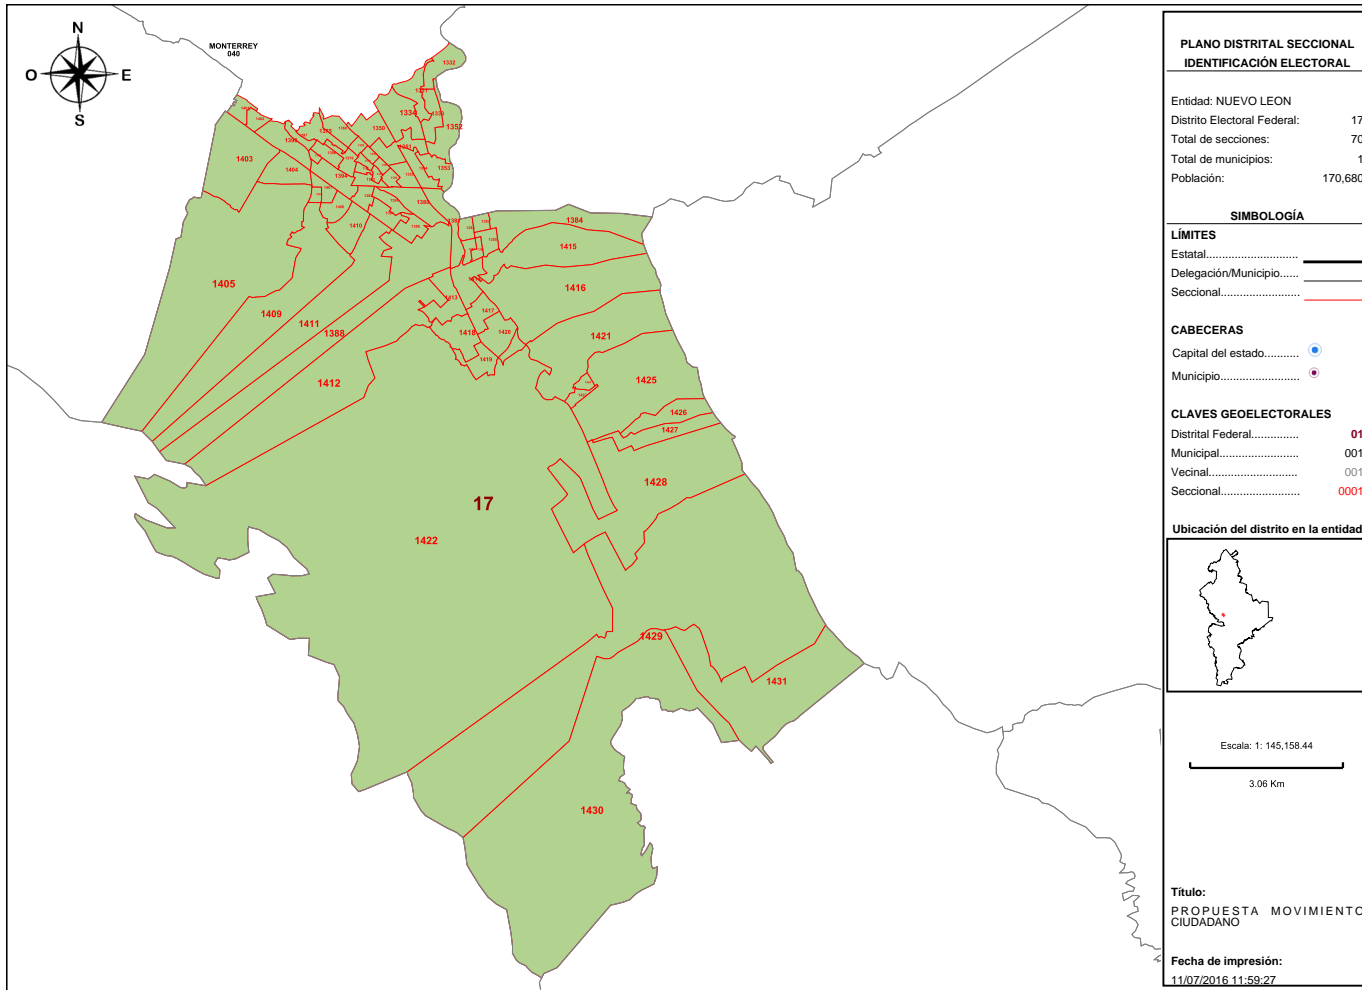 N
O
E
S
MONTERREY
040
1332
1334
1330
1352
1350
1351
1353
1403
1404
1394
1380
1384
1415
1410
1405
1416
1409
1411
1388
1413
1417
1418
1420
1419
1421
1412
1425
1426
1427
1428
17
1422
1429
1431
1430
PLANO DISTRITAL SECCIONAL
IDENTIFICACIÓN ELECTORAL
Entidad: NUEVO LEON
Distrito Electoral Federal: 17
Total de secciones: 70
Total de municipios: 1
Población: 170,680
SIMBOLOGÍA
LÍMITES
Estatal............................
Delegación/Municipio......
Seccional........................
CABECERAS
Capital del estado...........
Municipio.........................
CLAVES GEOELECTORALES
Distrital Federal.............. 01
Municipal......................... 001
Vecinal............................ 001
Seccional........................ 0001
Ubicación del distrito en la entidad
Escala: 1: 145,158.44
3.06 Km
Título:
PROPUESTA MOVIMIENTO
CIUDADANO
Fecha de impresión:
11/07/2016 11:59:27